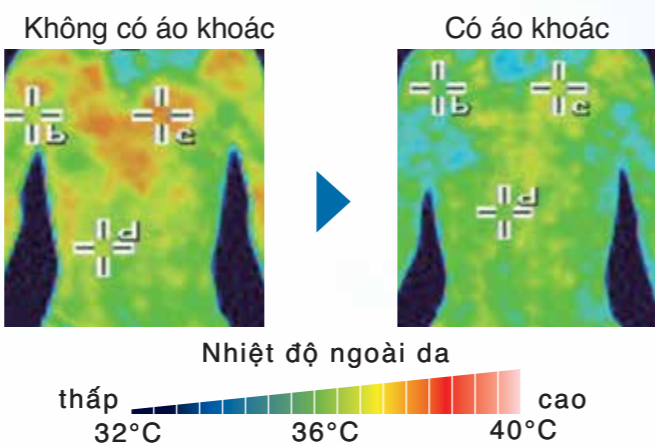 Không có áo khoác
Có áo khoác
b
c
d
b
c
d
Nhiệt độ ngoài da
thấp
cao
32°C
36°C
40°C